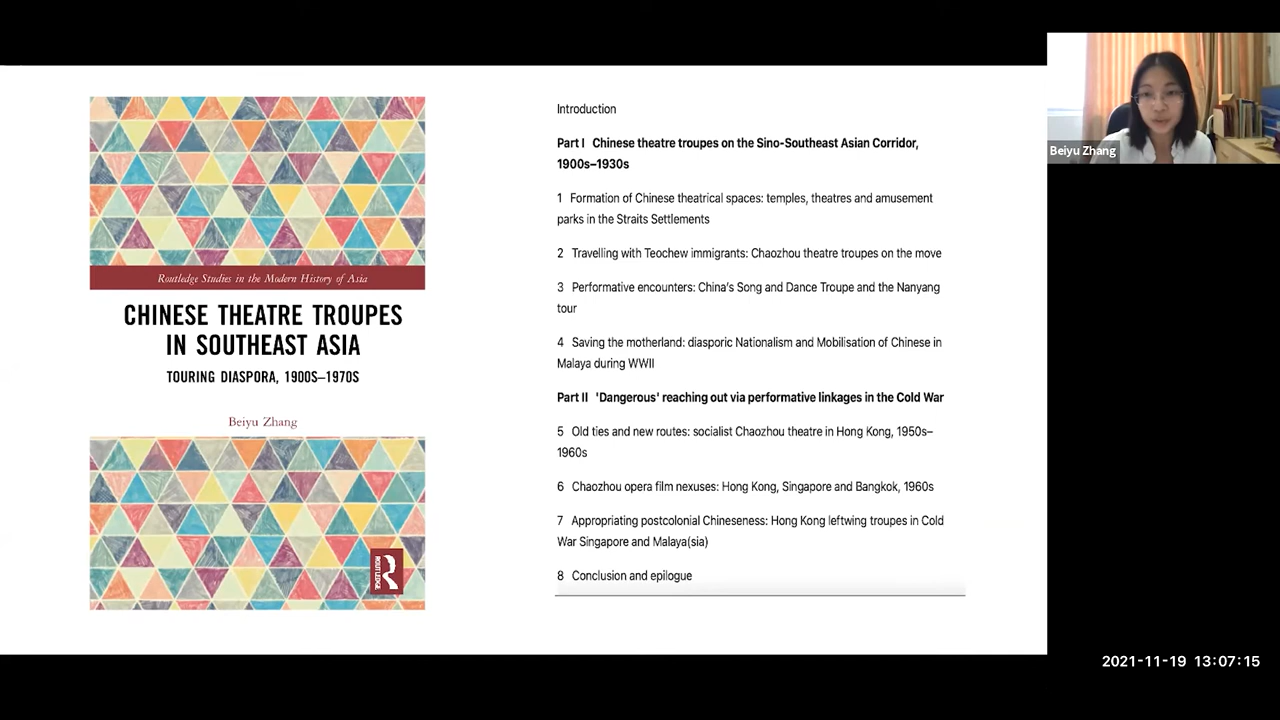 Routledge Studies in the Modern History of Asia
CHINESE THEATRE TROUPES
IN SOUTHEAST ASIA
TOURING DIASPORA, 1900S–1970S
Beiyu Zhang
ROUTLEDGE
Introduction
Part I Chinese theatre troupes on the Sino-Southeast Asian Corridor,
1900s–1930s
1 Formation of Chinese theatrical spaces: temples, theatres and amusement
parks in the Straits Settlements
2 Travelling with Teochew immigrants: Chaozhou theatre troupes on the move
3 Performative encounters: China's Song and Dance Troupe and the Nanyang
tour
4 Saving the motherland: diasporic Nationalism and Mobilisation of Chinese in
Malaya during WWII
Part II 'Dangerous' reaching out via performative linkages in the Cold War
5 Old ties and new routes: socialist Chaozhou theatre in Hong Kong, 1950s–
1960s
6 Chaozhou opera film nexuses: Hong Kong, Singapore and Bangkok, 1960s
7 Appropriating postcolonial Chineseness: Hong Kong leftwing troupes in Cold
War Singapore and Malaya(sia)
8 Conclusion and epilogue
Beiyu Zhang
2021-11-19 13:07:15